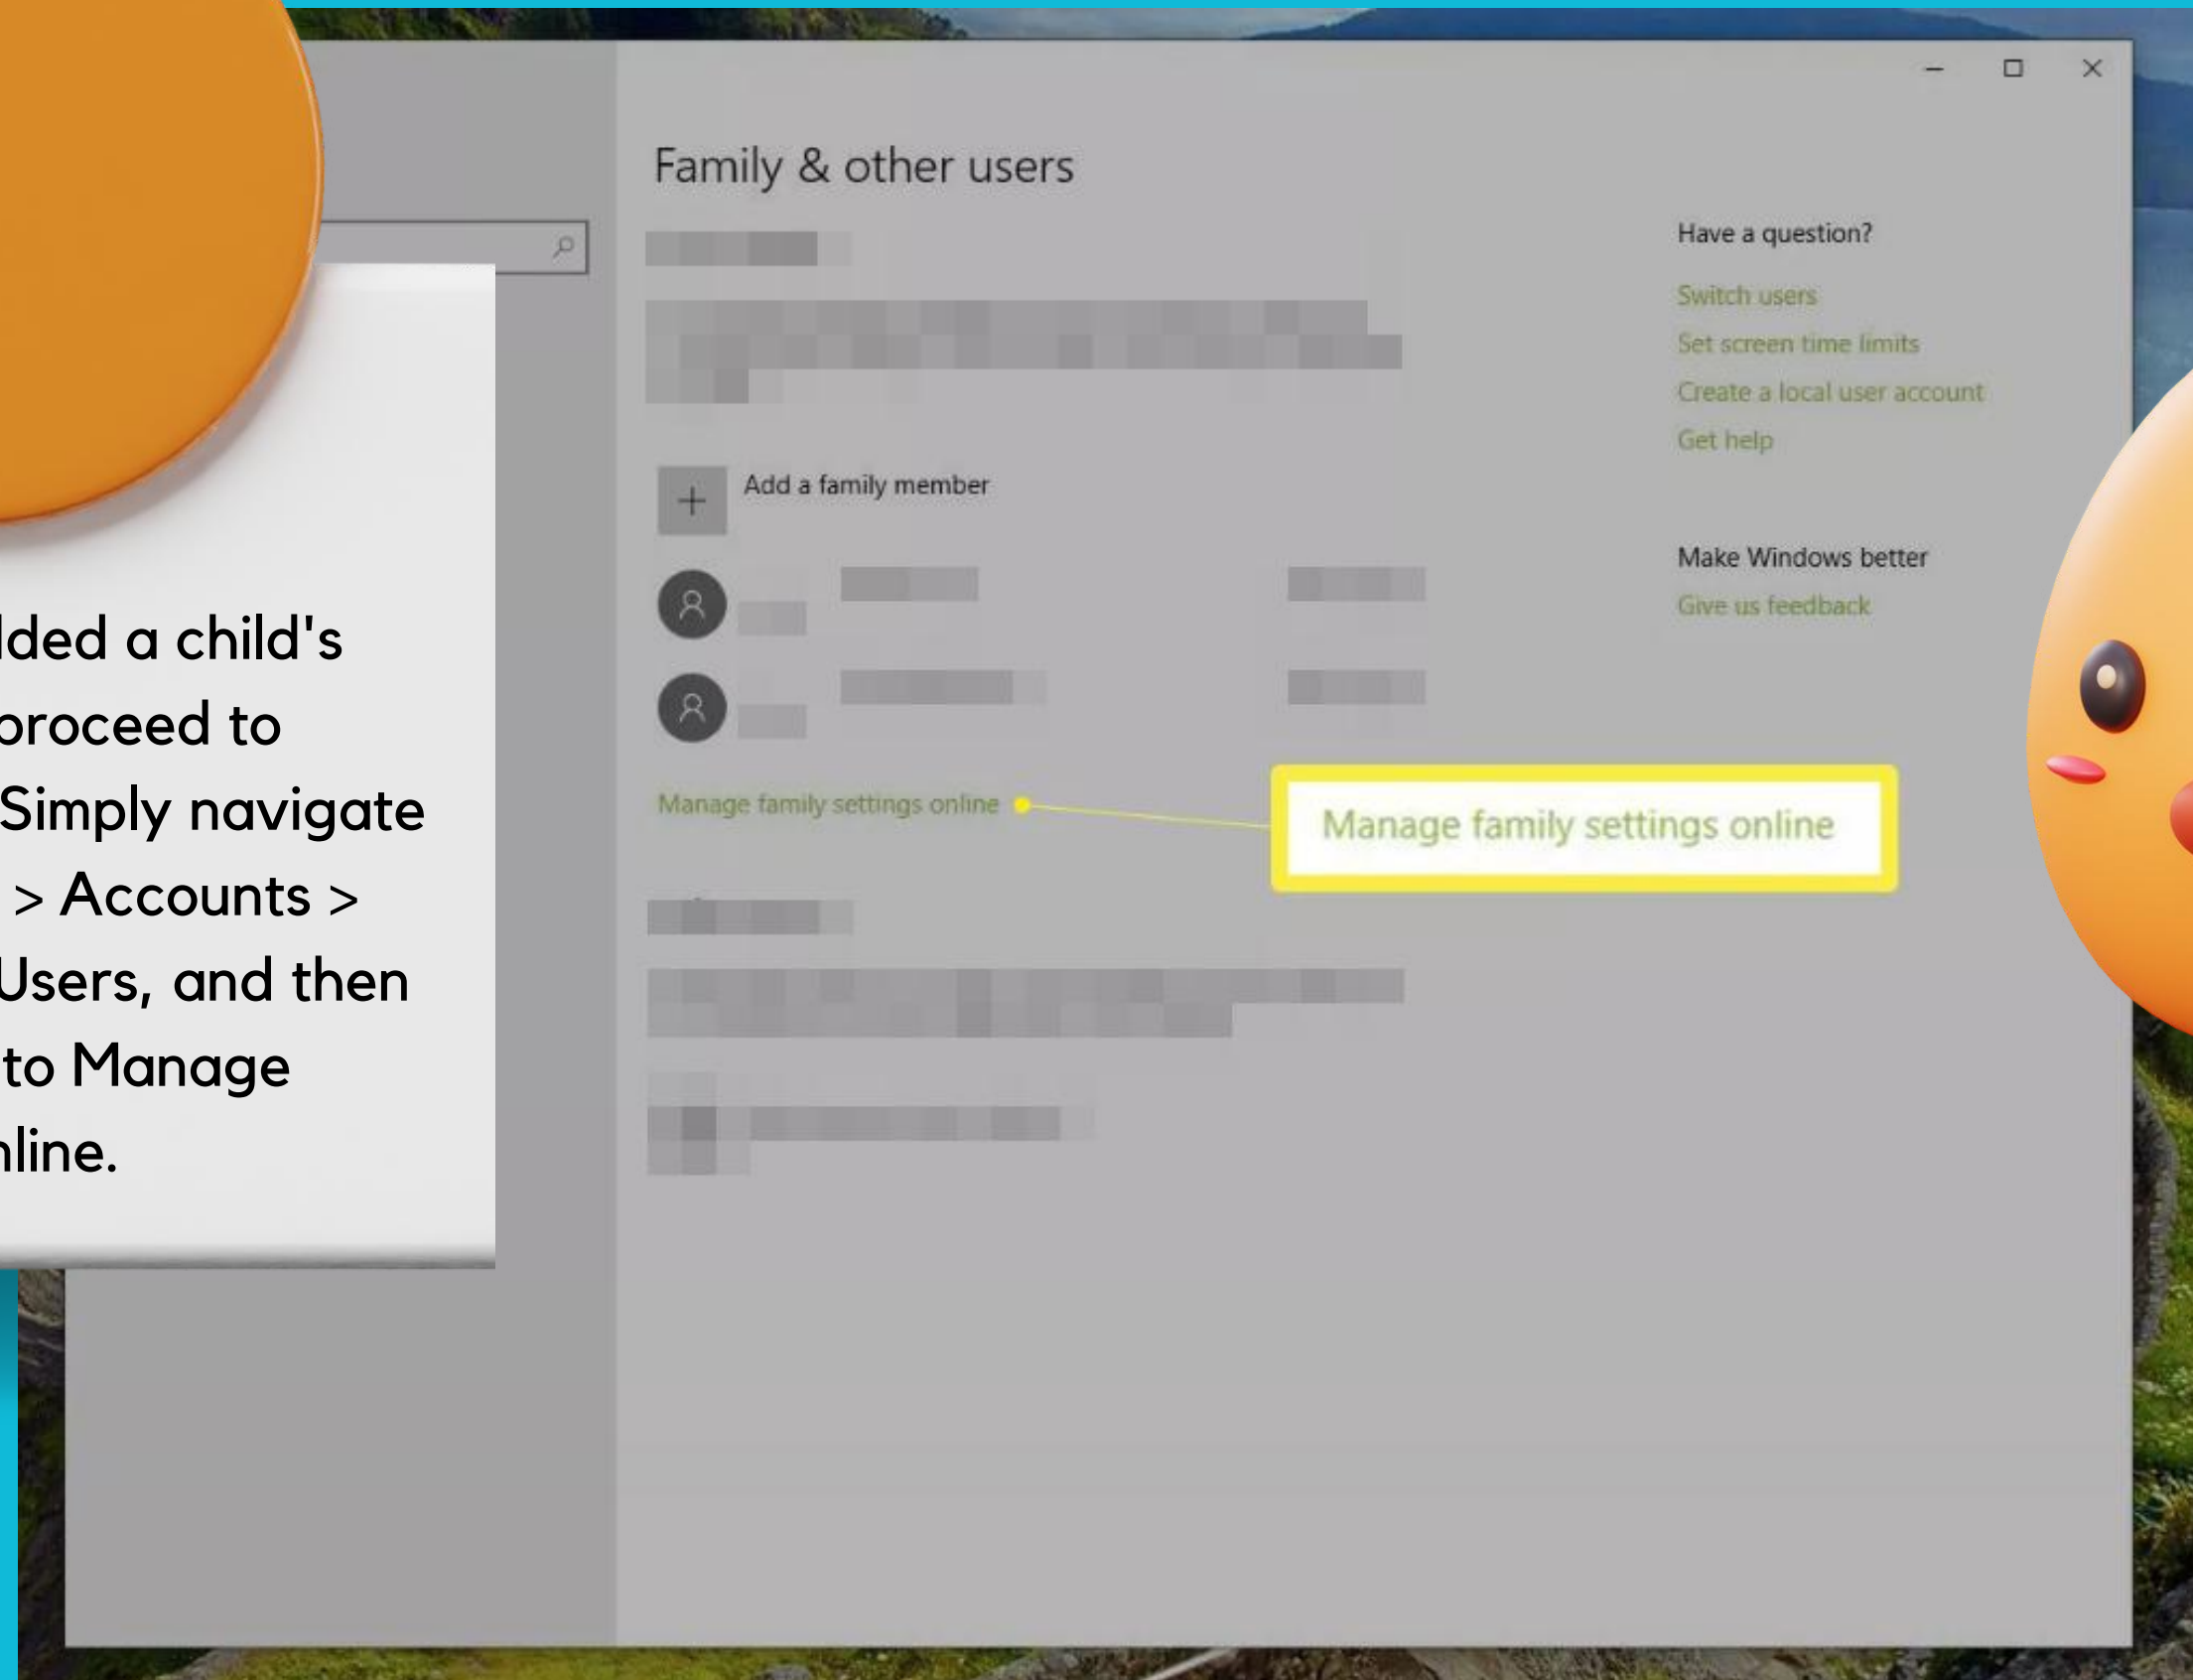 Family & other users
Have a question?
Switch users
Set screen time limits
Create a local user account
Get help
Add a family member
Make Windows better
Give us feedback
Manage family settings online
Manage family settings online
a child's
proceed to
Simply navigate
> Accounts >
Users, and then
to Manage